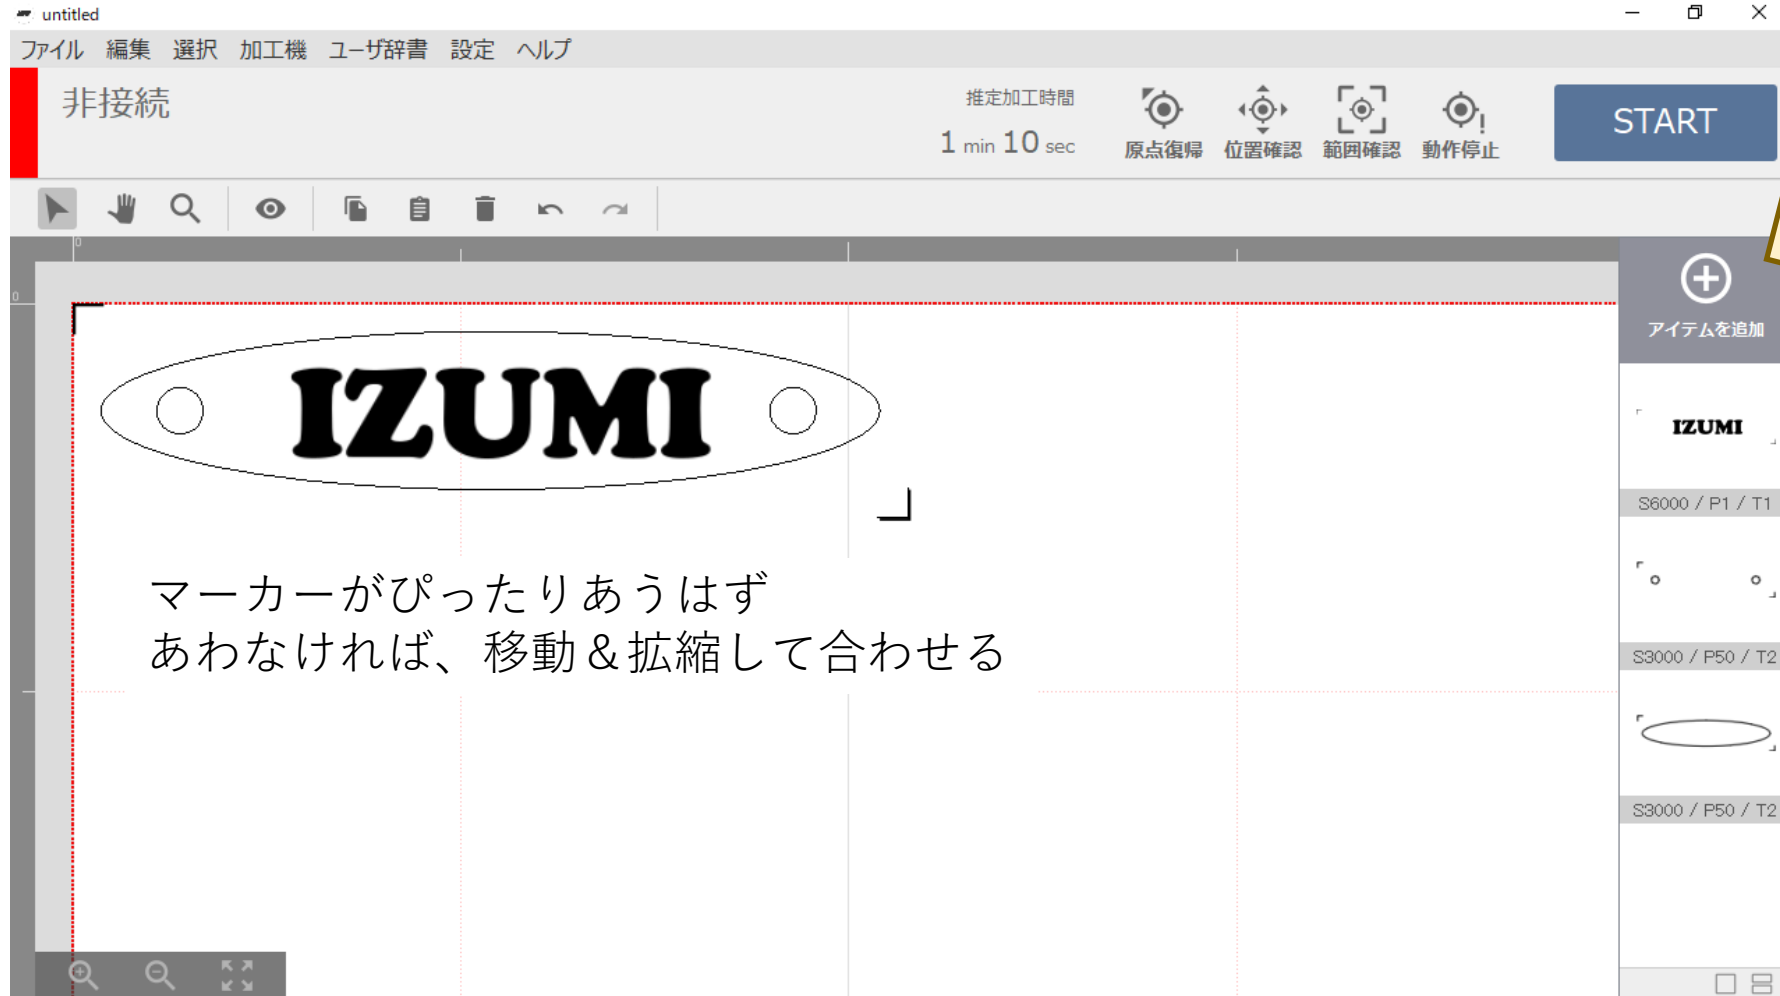 untitled
ファイル 編集 選択 加工機 ユーザ辞書 設定 ヘルプ
非接続
推定加工時間
1 min 10 sec
原点復帰 位置確認 範囲確認 動作停止
START
0
0
アイテムを追加
IZUMI
IZUMI
S6000 / P1 / T1
マーカーがぴったりあうはず
あわなければ、移動＆拡縮して合わせる
S3000 / P50 / T2
S3000 / P50 / T2